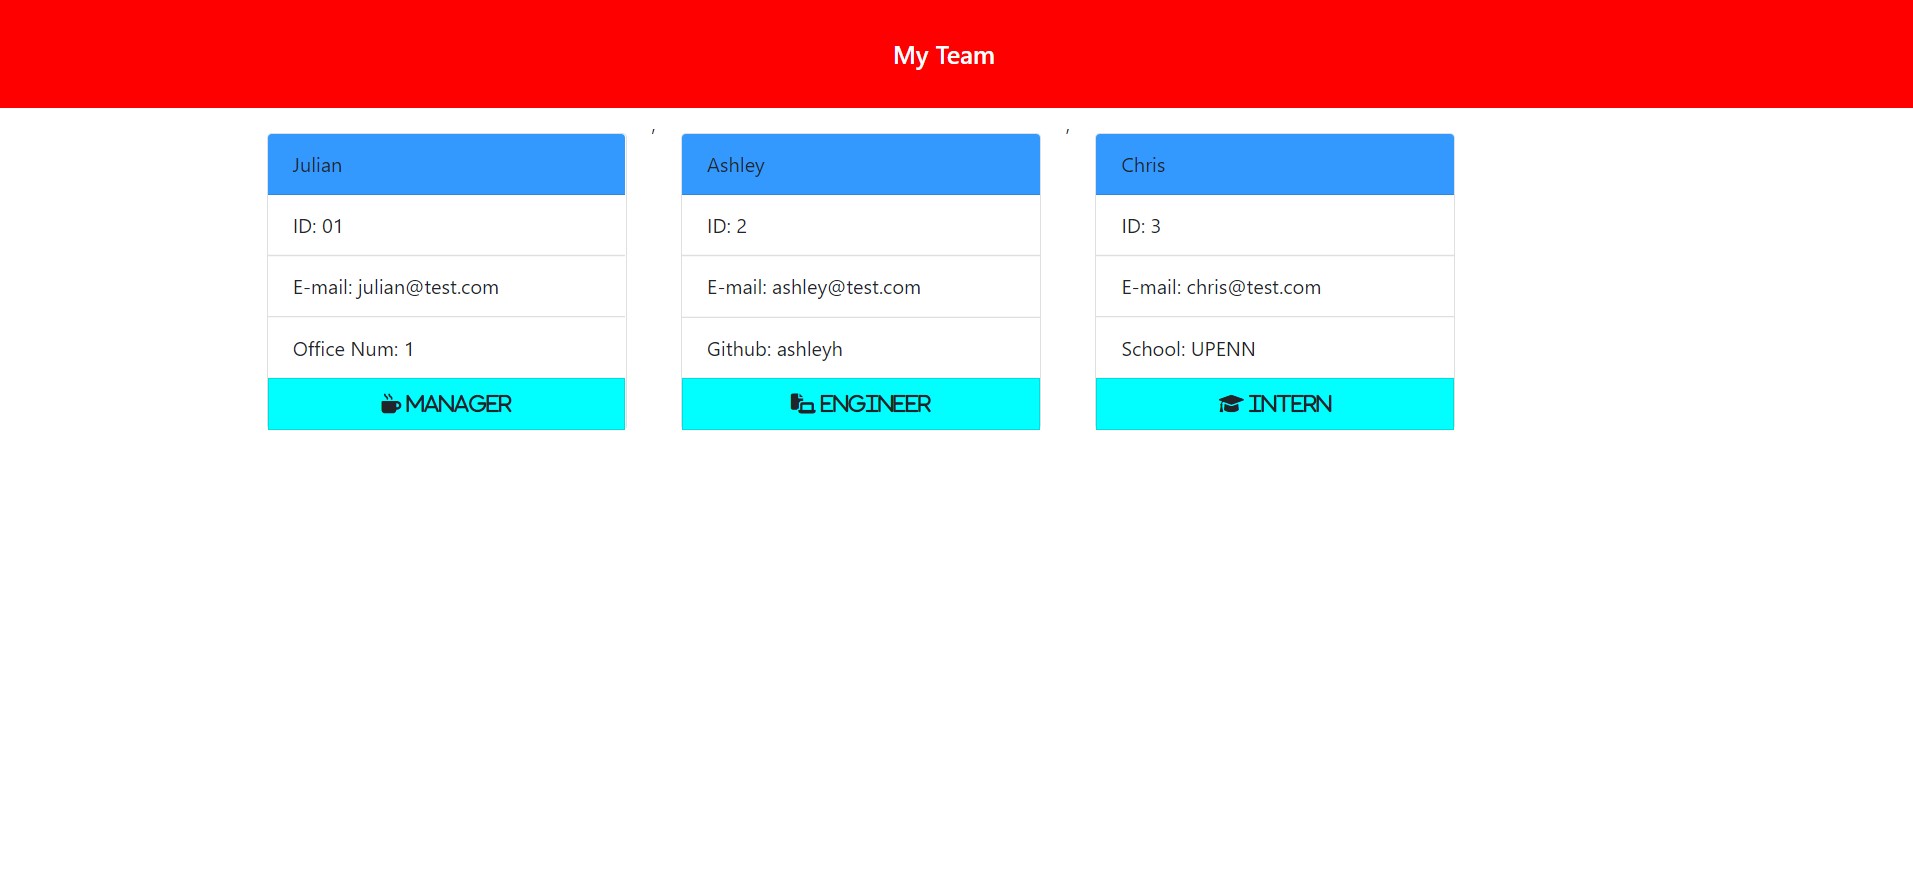 My Team
Julian
ID: 01
E-mail: julian@test.com
Office Num: 1
MANAGER
,
Ashley
ID: 2
E-mail: ashley@test.com
Github: ashleyh
ENGINEER
,
Chris
ID: 3
E-mail: chris@test.com
School: UPENN
INTERN